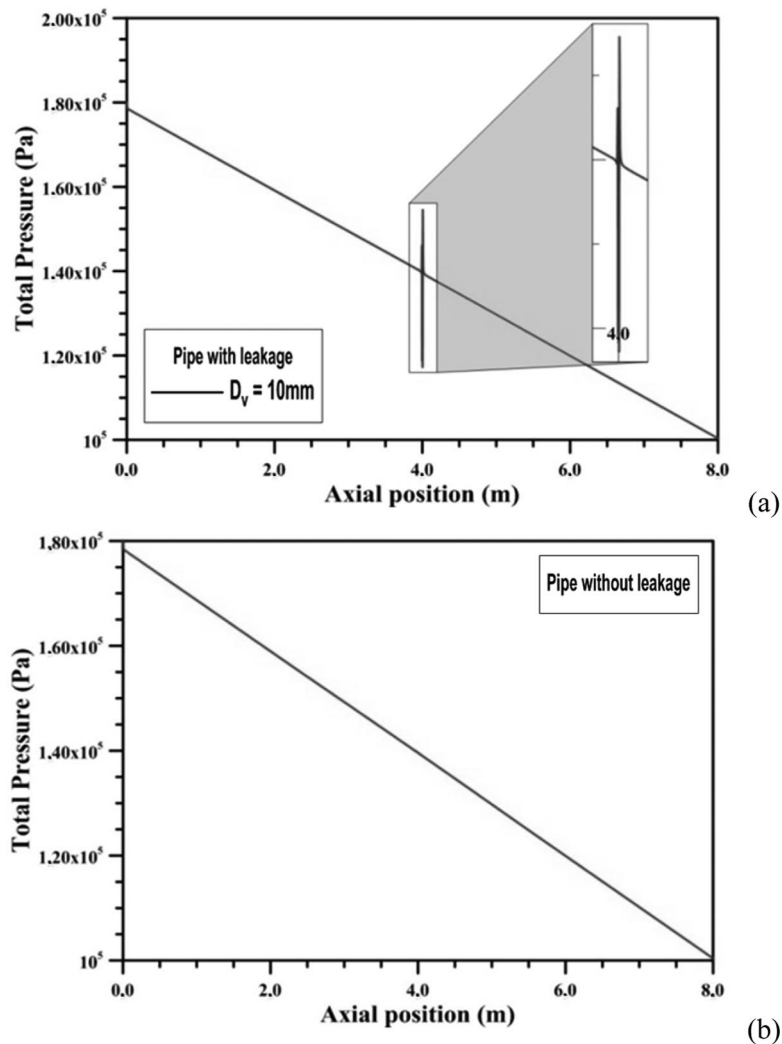 2.00x10⁵
1.80x10⁵
1.60x10⁵
1.40x10⁵
1.20x10⁵
10⁵
Total Pressure (Pa)
4.0
Pipe with leakage
Dᵥ = 10mm
0.0 2.0 4.0 6.0 8.0
Axial position (m)
(a)
1.80x10⁵
1.60x10⁵
1.40x10⁵
1.20x10⁵
10⁵
Total Pressure (Pa)
Pipe without leakage
0.0 2.0 4.0 6.0 8.0
Axial position (m)
(b)